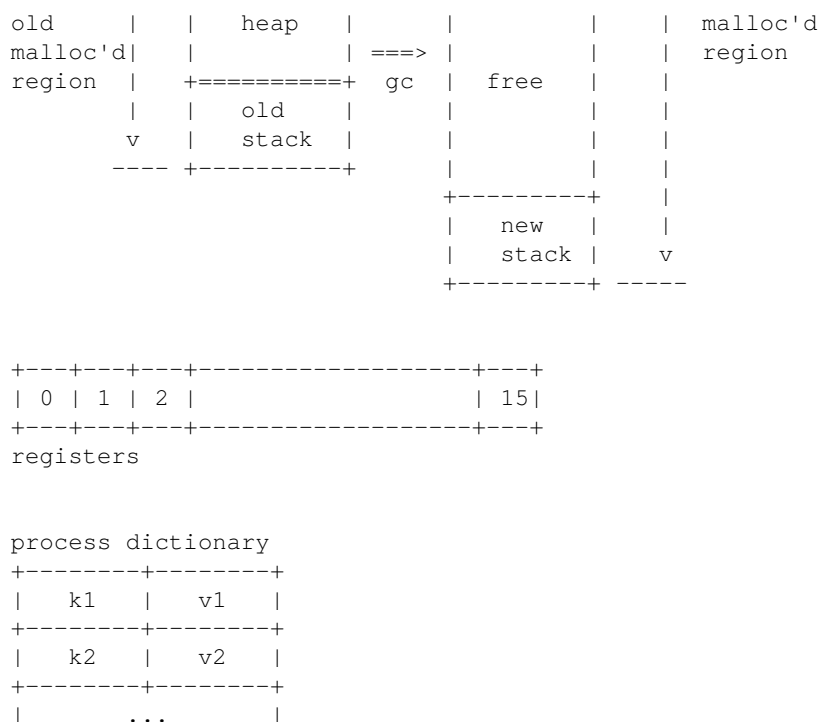 old      |  |   heap   |      |         |    |  malloc'd
malloc'd|   |          | ===> |         |    |  region
region  |   +==========+  gc  |  free   |    |
        |   |   old    |      |         |    |
       v    |   stack  |      |         |    |
      ----  +----------+      |         |    |
                              +---------+    |
                              |   new   |    |
                              |   stack |    v
                              +---------+ -----
+---+---+---+-------------------+---+
| 0 | 1 | 2 |                   | 15|
+---+---+---+-------------------+---+
registers
process dictionary
+--------+--------+
|   k1   |   v1   |
+--------+--------+
|   k2   |   v2   |
+--------+--------+
|       ...       |